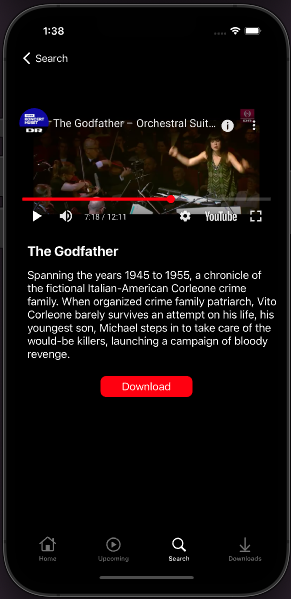 1:38
Search
KONCERT
HUSET
DR
The Godfather – Orchestral Suit...
7:18 / 12:11
YouTube
The Godfather
Spanning the years 1945 to 1955, a chronicle of
the fictional Italian-American Corleone crime
family. When organized crime family patriarch, Vito
Corleone barely survives an attempt on his life, his
youngest son, Michael steps in to take care of the
would-be killers, launching a campaign of bloody
revenge.
Download
Home
Upcoming
Search
Downloads